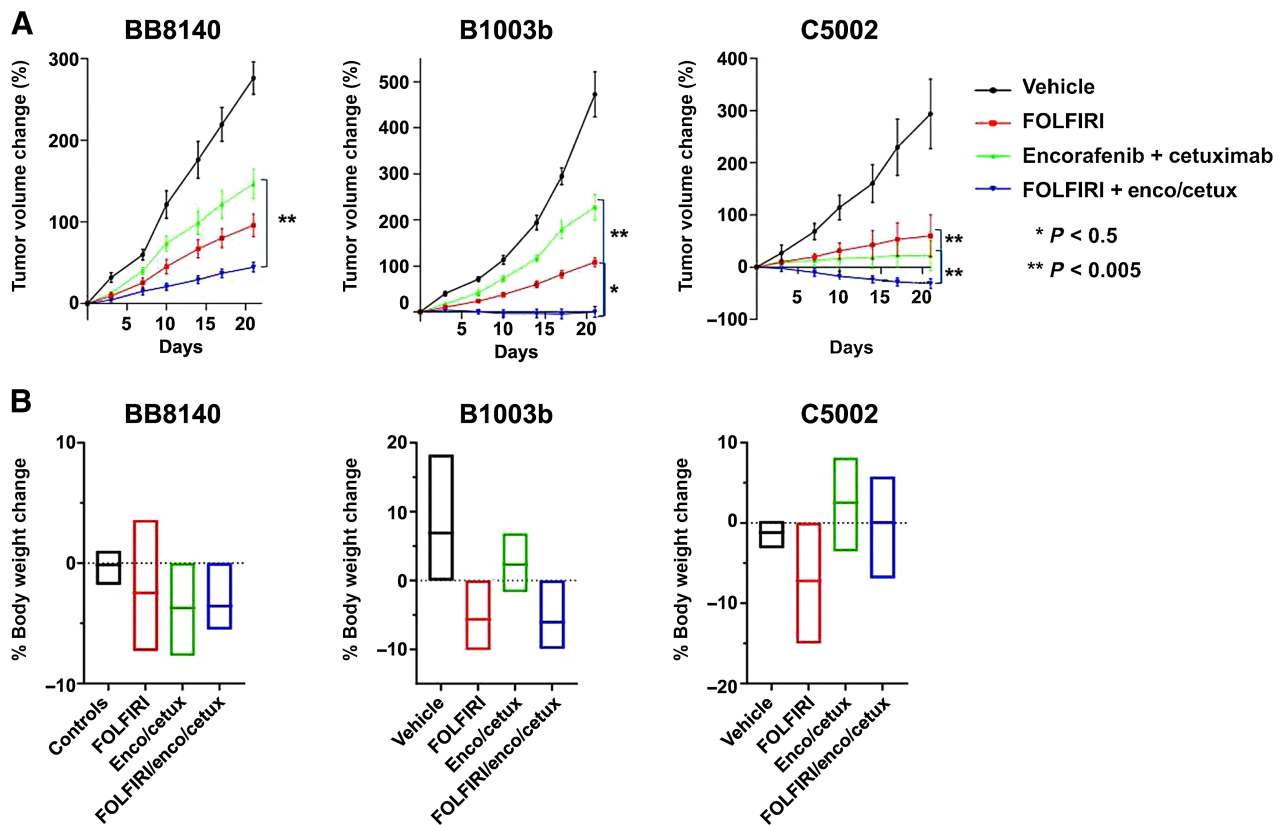 A
BB8140
B1003b
C5002
Tumor volume change (%)
300
200
100
0
5
10
15
20
Days
Tumor volume change (%)
500
400
300
200
100
0
5
10
15
20
Days
Tumor volume change (%)
400
300
200
100
0
–100
5
10
15
20
Days
**
**
*
**
**
Vehicle
FOLFIRI
Encorafenib + cetuximab
FOLFIRI + enco/cetux
* P < 0.5
** P < 0.005
B
BB8140
B1003b
C5002
% Body weight change
10
0
–10
Controls
FOLFIRI
Enco/cetux
FOLFIRI/enco/cetux
% Body weight change
20
10
0
–10
Vehicle
FOLFIRI
Enco/cetux
FOLFIRI/enco/cetux
% Body weight change
10
0
–10
–20
Vehicle
FOLFIRI
Enco/cetux
FOLFIRI/enco/cetux